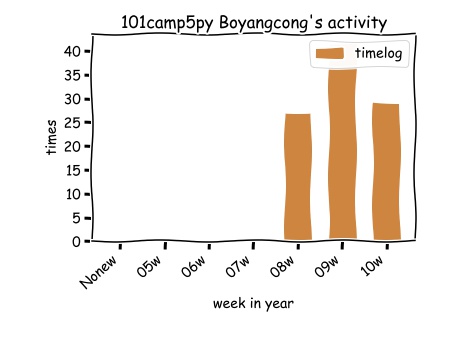 101camp5py Boyangcong's activity
timelog
40
35
30
25
20
15
10
5
0
times
Nonew
05w
06w
07w
08w
09w
10w
week in year